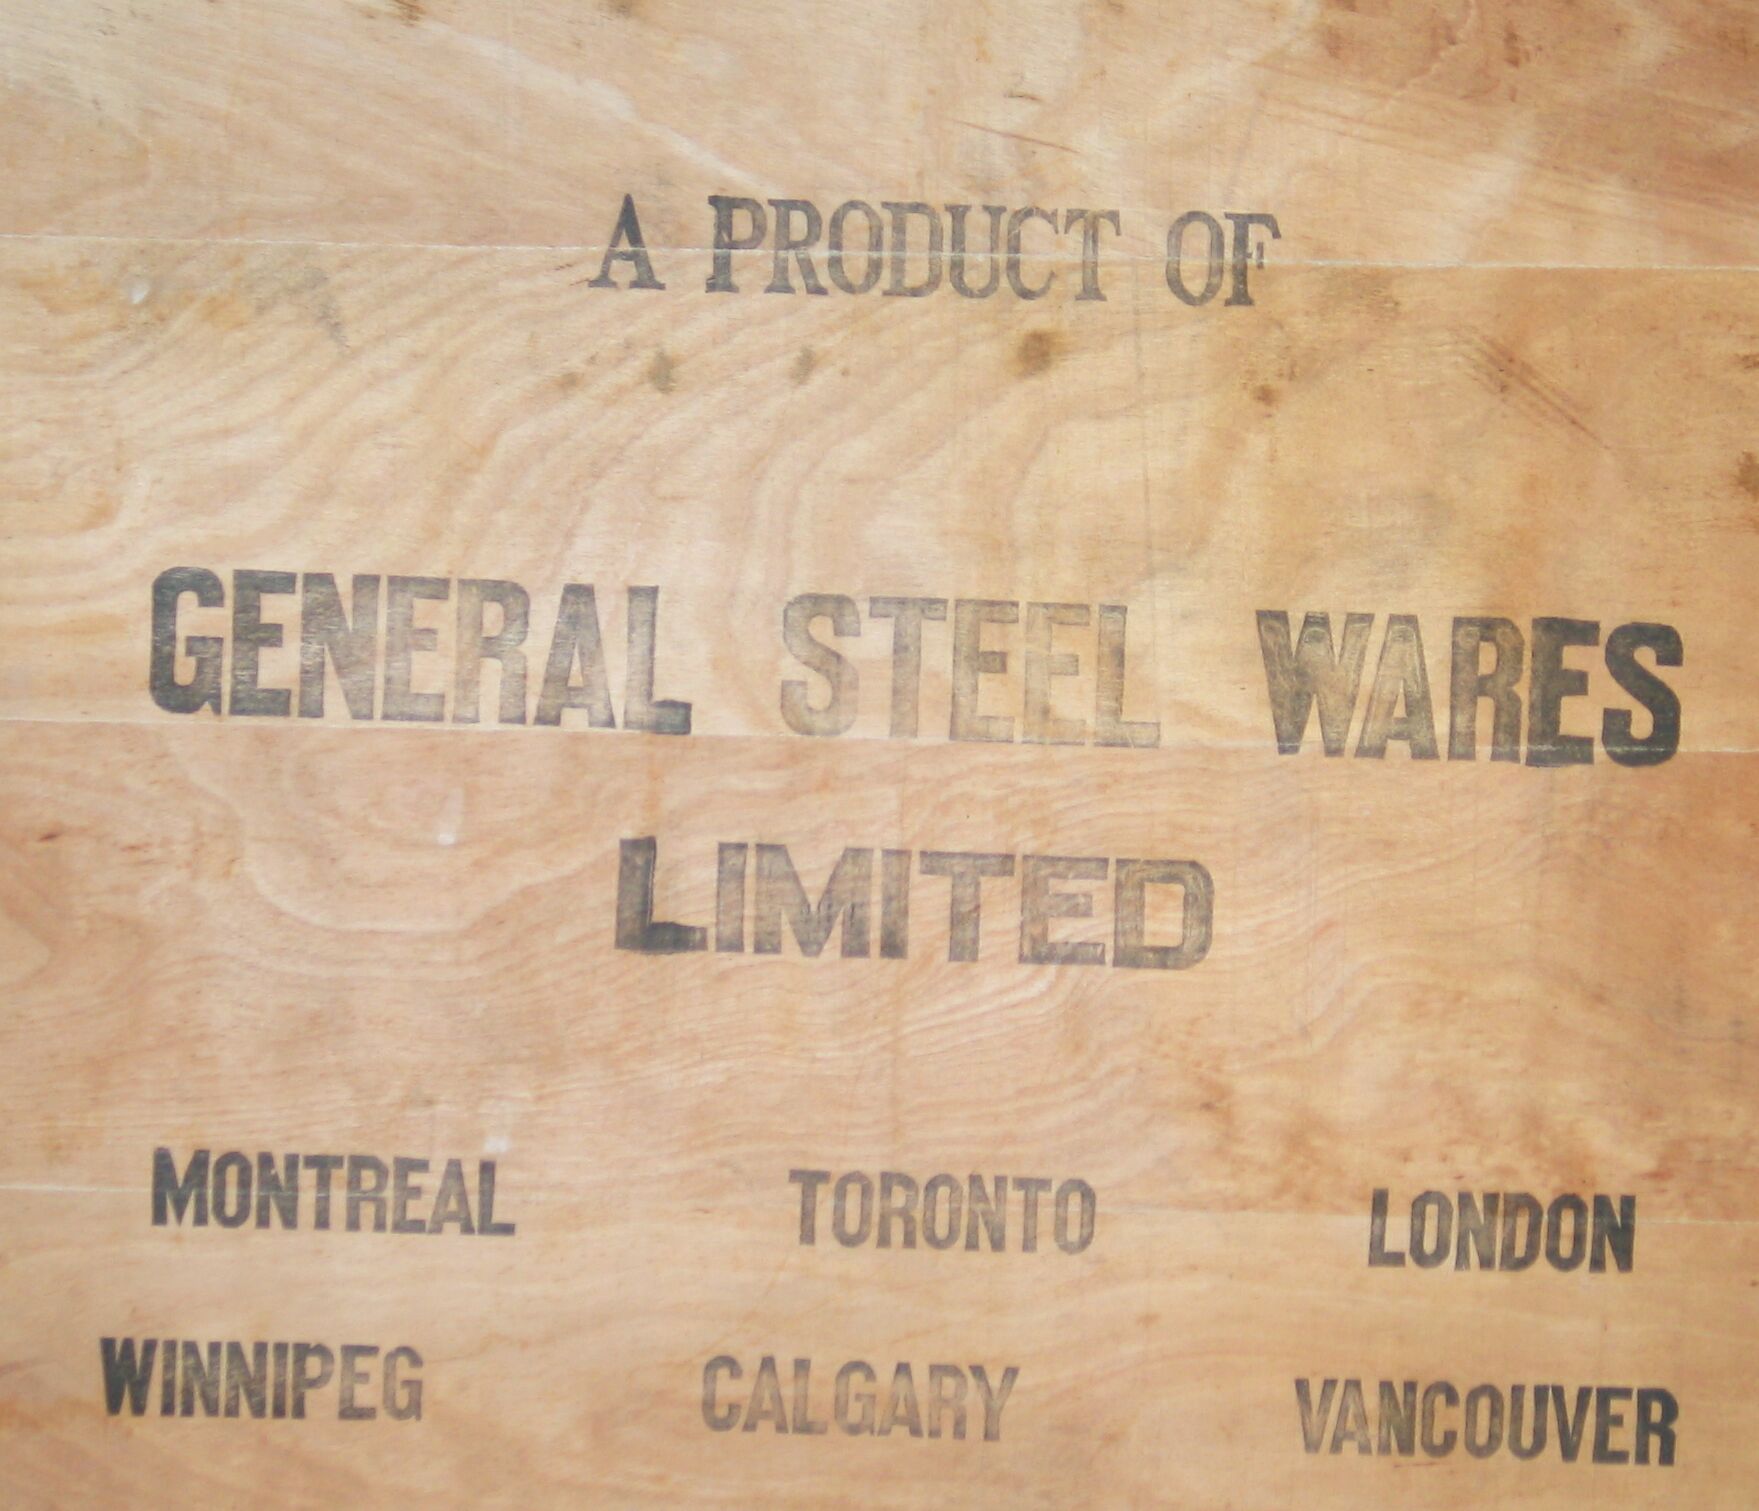 A PRODUCT OF
GENERAL STEEL WARES
LIMITED
MONTREAL TORONTO LONDON
WINNIPEG CALGARY VANCOUVER